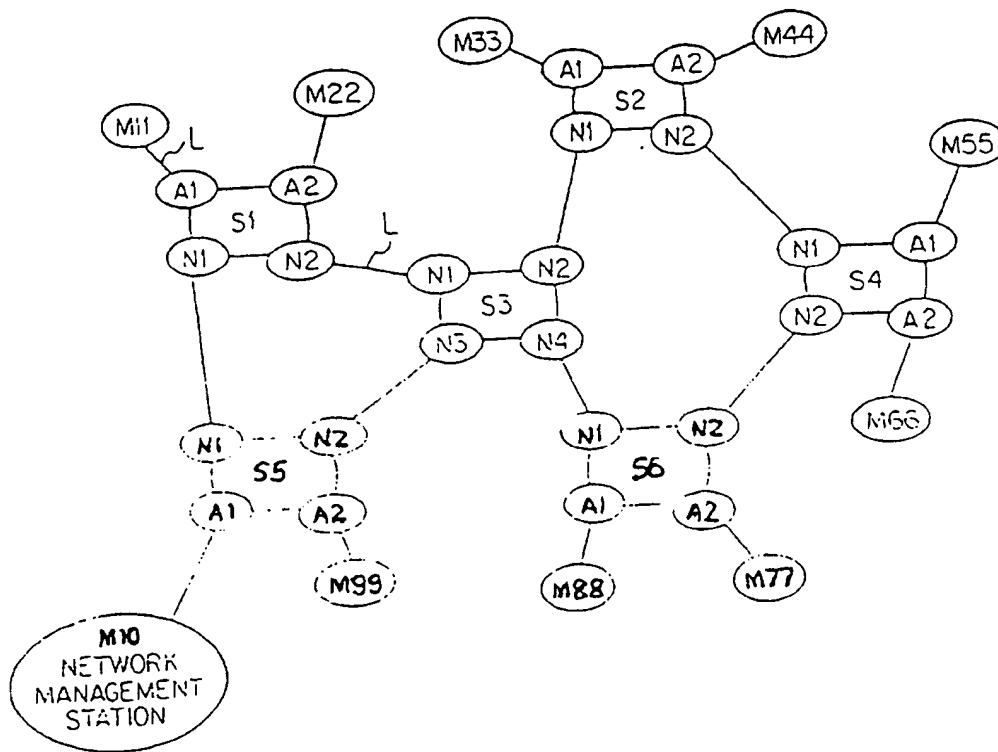 M33
M44
A1
A2
S2
N1
N2
M22
M11
L
A1
A2
S1
N1
N2
L
M55
N1
A1
S4
N2
A2
M66
N1
N2
S3
N3
N4
N1
N2
S5
A1
A2
M99
N1
N2
S6
A1
A2
M88
M77
M10
NETWORK
MANAGEMENT
STATION